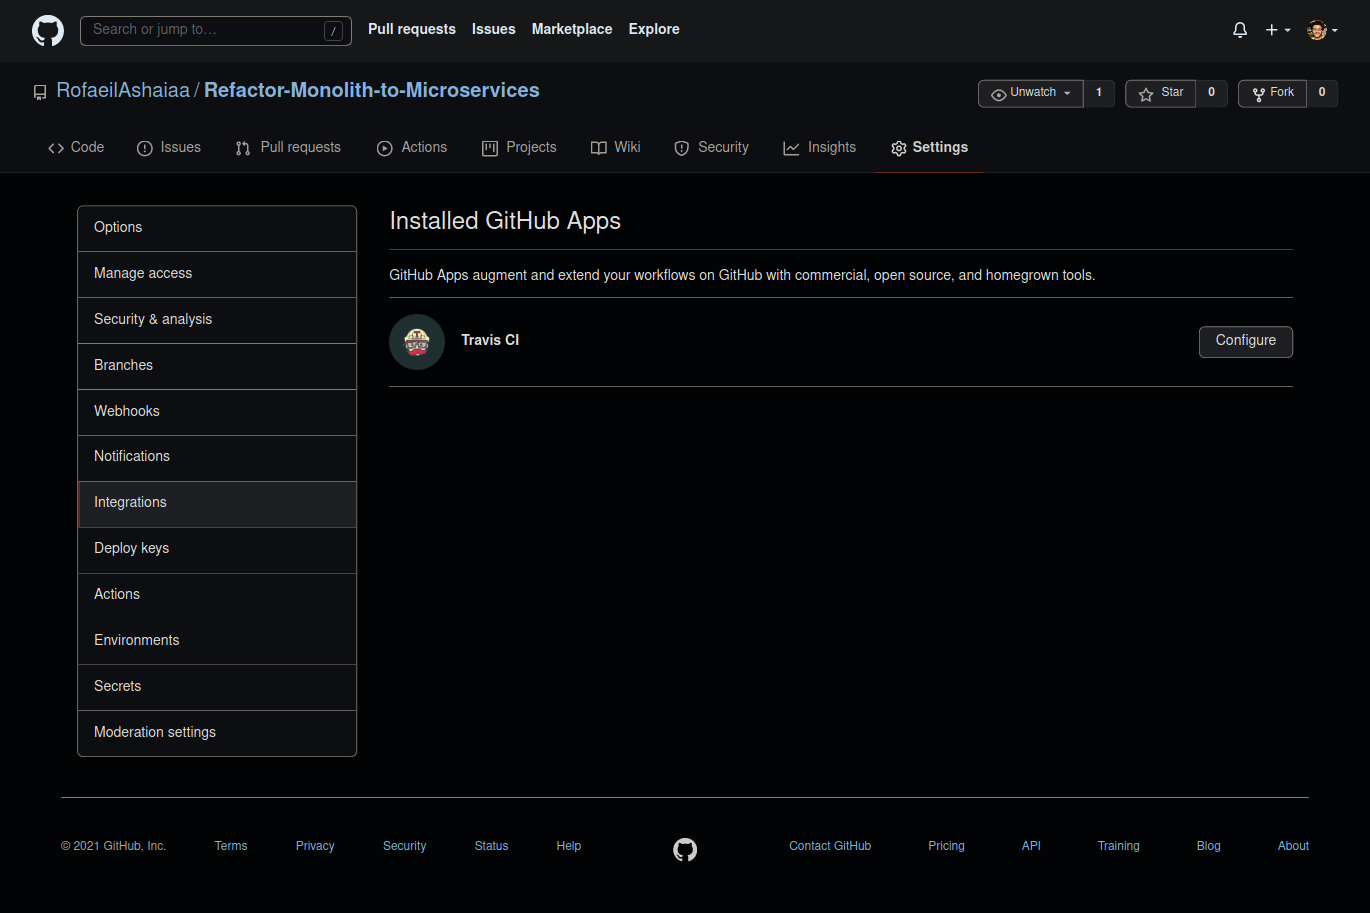 Search or jump to…
/
Pull requests
Issues
Marketplace
Explore
RofaeilAshaiaa / Refactor-Monolith-to-Microservices
Unwatch
1
Star
0
Fork
0
Code
Issues
Pull requests
Actions
Projects
Wiki
Security
Insights
Settings
Options
Manage access
Security & analysis
Branches
Webhooks
Notifications
Integrations
Deploy keys
Actions
Environments
Secrets
Moderation settings
Installed GitHub Apps
GitHub Apps augment and extend your workflows on GitHub with commercial, open source, and homegrown tools.
Travis CI
Configure
© 2021 GitHub, Inc.
Terms
Privacy
Security
Status
Help
Contact GitHub
Pricing
API
Training
Blog
About